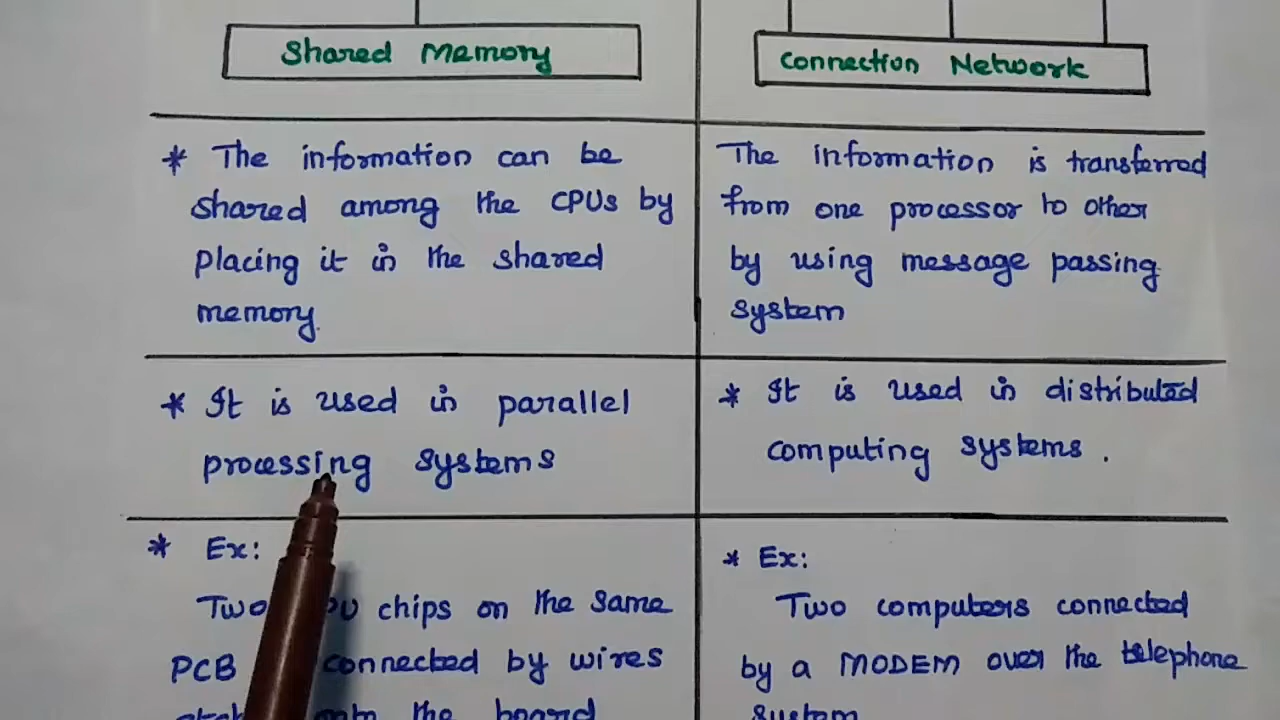 Shared Memory
Connection Network
* The information can be
shared among the CPUs by
placing it in the shared
memory.
The information is transferred
from one processor to other
by using message passing
system
* It is used in parallel
processing systems
* It is used in distributed
computing systems.
* Ex:
Two chips on the same
PCB connected by wires
the board
* Ex:
Two computers connected
by a MODEM over the telephone
system